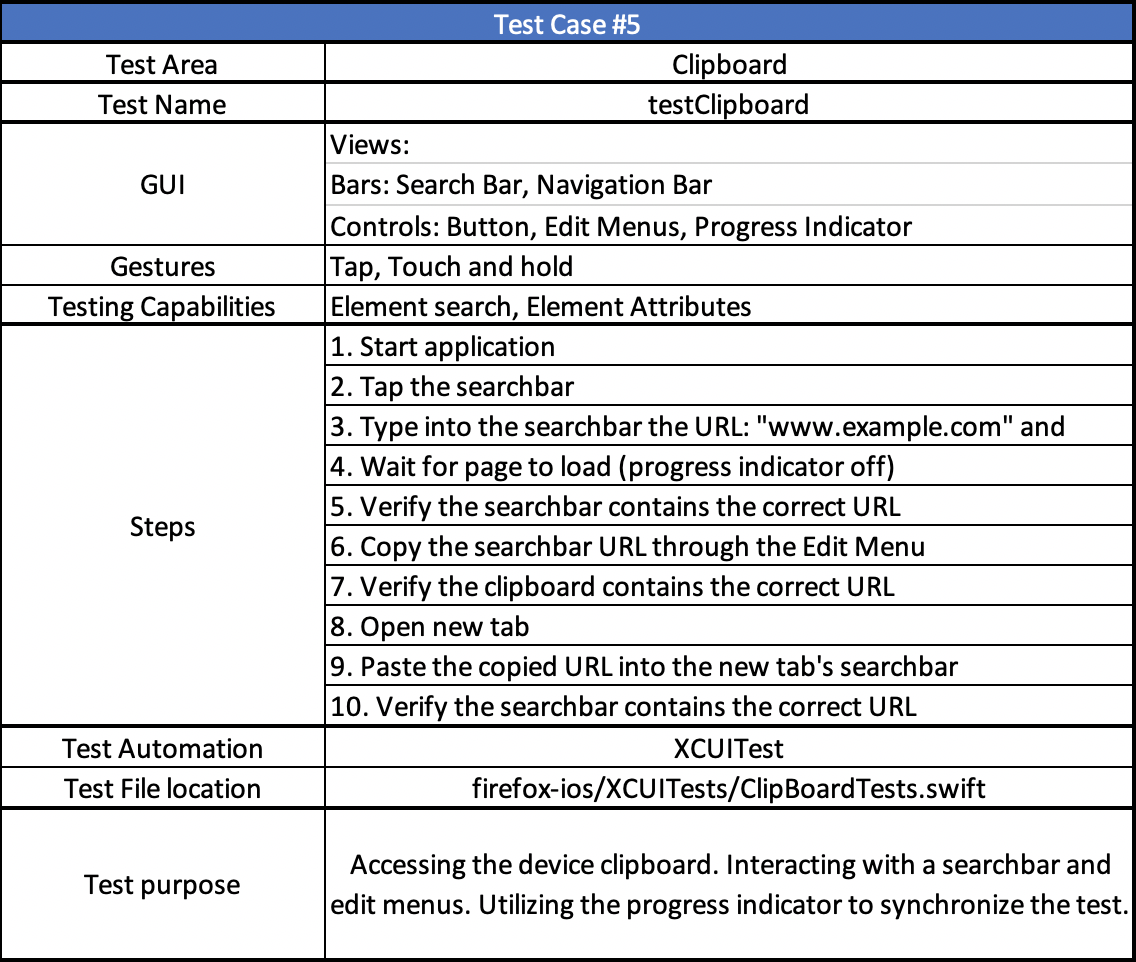 Test Case #5
Test Area Clipboard
Test Name testClipboard
GUI
Views:
Bars: Search Bar, Navigation Bar
Controls: Button, Edit Menus, Progress Indicator
Gestures Tap, Touch and hold
Testing Capabilities Element search, Element Attributes
Steps
1. Start application
2. Tap the searchbar
3. Type into the searchbar the URL: "www.example.com" and
4. Wait for page to load (progress indicator off)
5. Verify the searchbar contains the correct URL
6. Copy the searchbar URL through the Edit Menu
7. Verify the clipboard contains the correct URL
8. Open new tab
9. Paste the copied URL into the new tab's searchbar
10. Verify the searchbar contains the correct URL
Test Automation XCUITest
Test File location firefox-ios/XCUITests/ClipBoardTests.swift
Test purpose
Accessing the device clipboard. Interacting with a searchbar and
edit menus. Utilizing the progress indicator to synchronize the test.